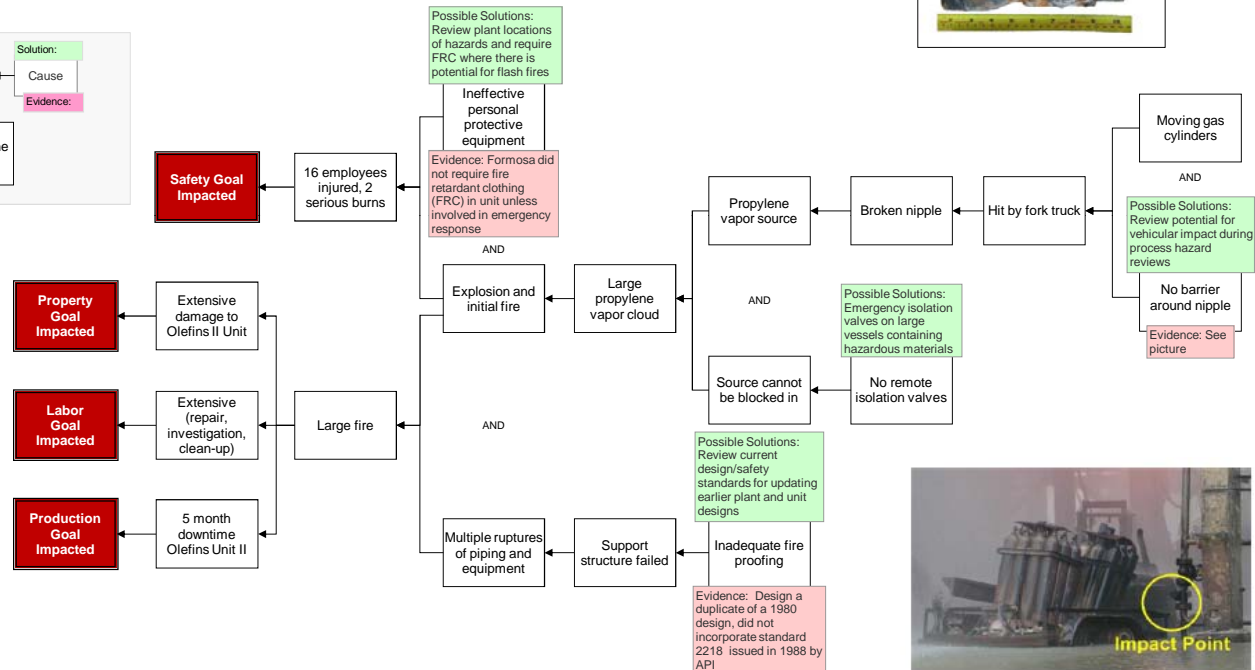 Solution:
Cause
Evidence:
Possible Solutions:
Review plant locations
of hazards and require
FRC where there is
potential for flash fires
Ineffective
personal
protective
equipment
Evidence: Formosa did
not require fire
retardant clothing
(FRC) in unit unless
involved in emergency
response
Safety Goal
Impacted
16 employees
injured, 2
serious burns
AND
Property
Goal
Impacted
Extensive
damage to
Olefins II Unit
Explosion and
initial fire
Large
propylene
vapor cloud
AND
Propylene
vapor source
Broken nipple
Hit by fork truck
Moving gas
cylinders
AND
Possible Solutions:
Review potential for
vehicular impact during
process hazard
reviews
No barrier
around nipple
Evidence: See
picture
Possible Solutions:
Emergency isolation
valves on large
vessels containing
hazardous materials
Source cannot
be blocked in
No remote
isolation valves
Labor
Goal
Impacted
Extensive
(repair,
investigation,
clean-up)
Large fire
AND
Production
Goal
Impacted
5 month
downtime
Olefins Unit II
Multiple ruptures
of piping and
equipment
Support
structure failed
Possible Solutions:
Review current
design/safety
standards for updating
earlier plant and unit
designs
Inadequate fire
proofing
Evidence: Design a
duplicate of a 1980
design, did not
incorporate standard
2218 issued in 1988 by
API
Impact Point